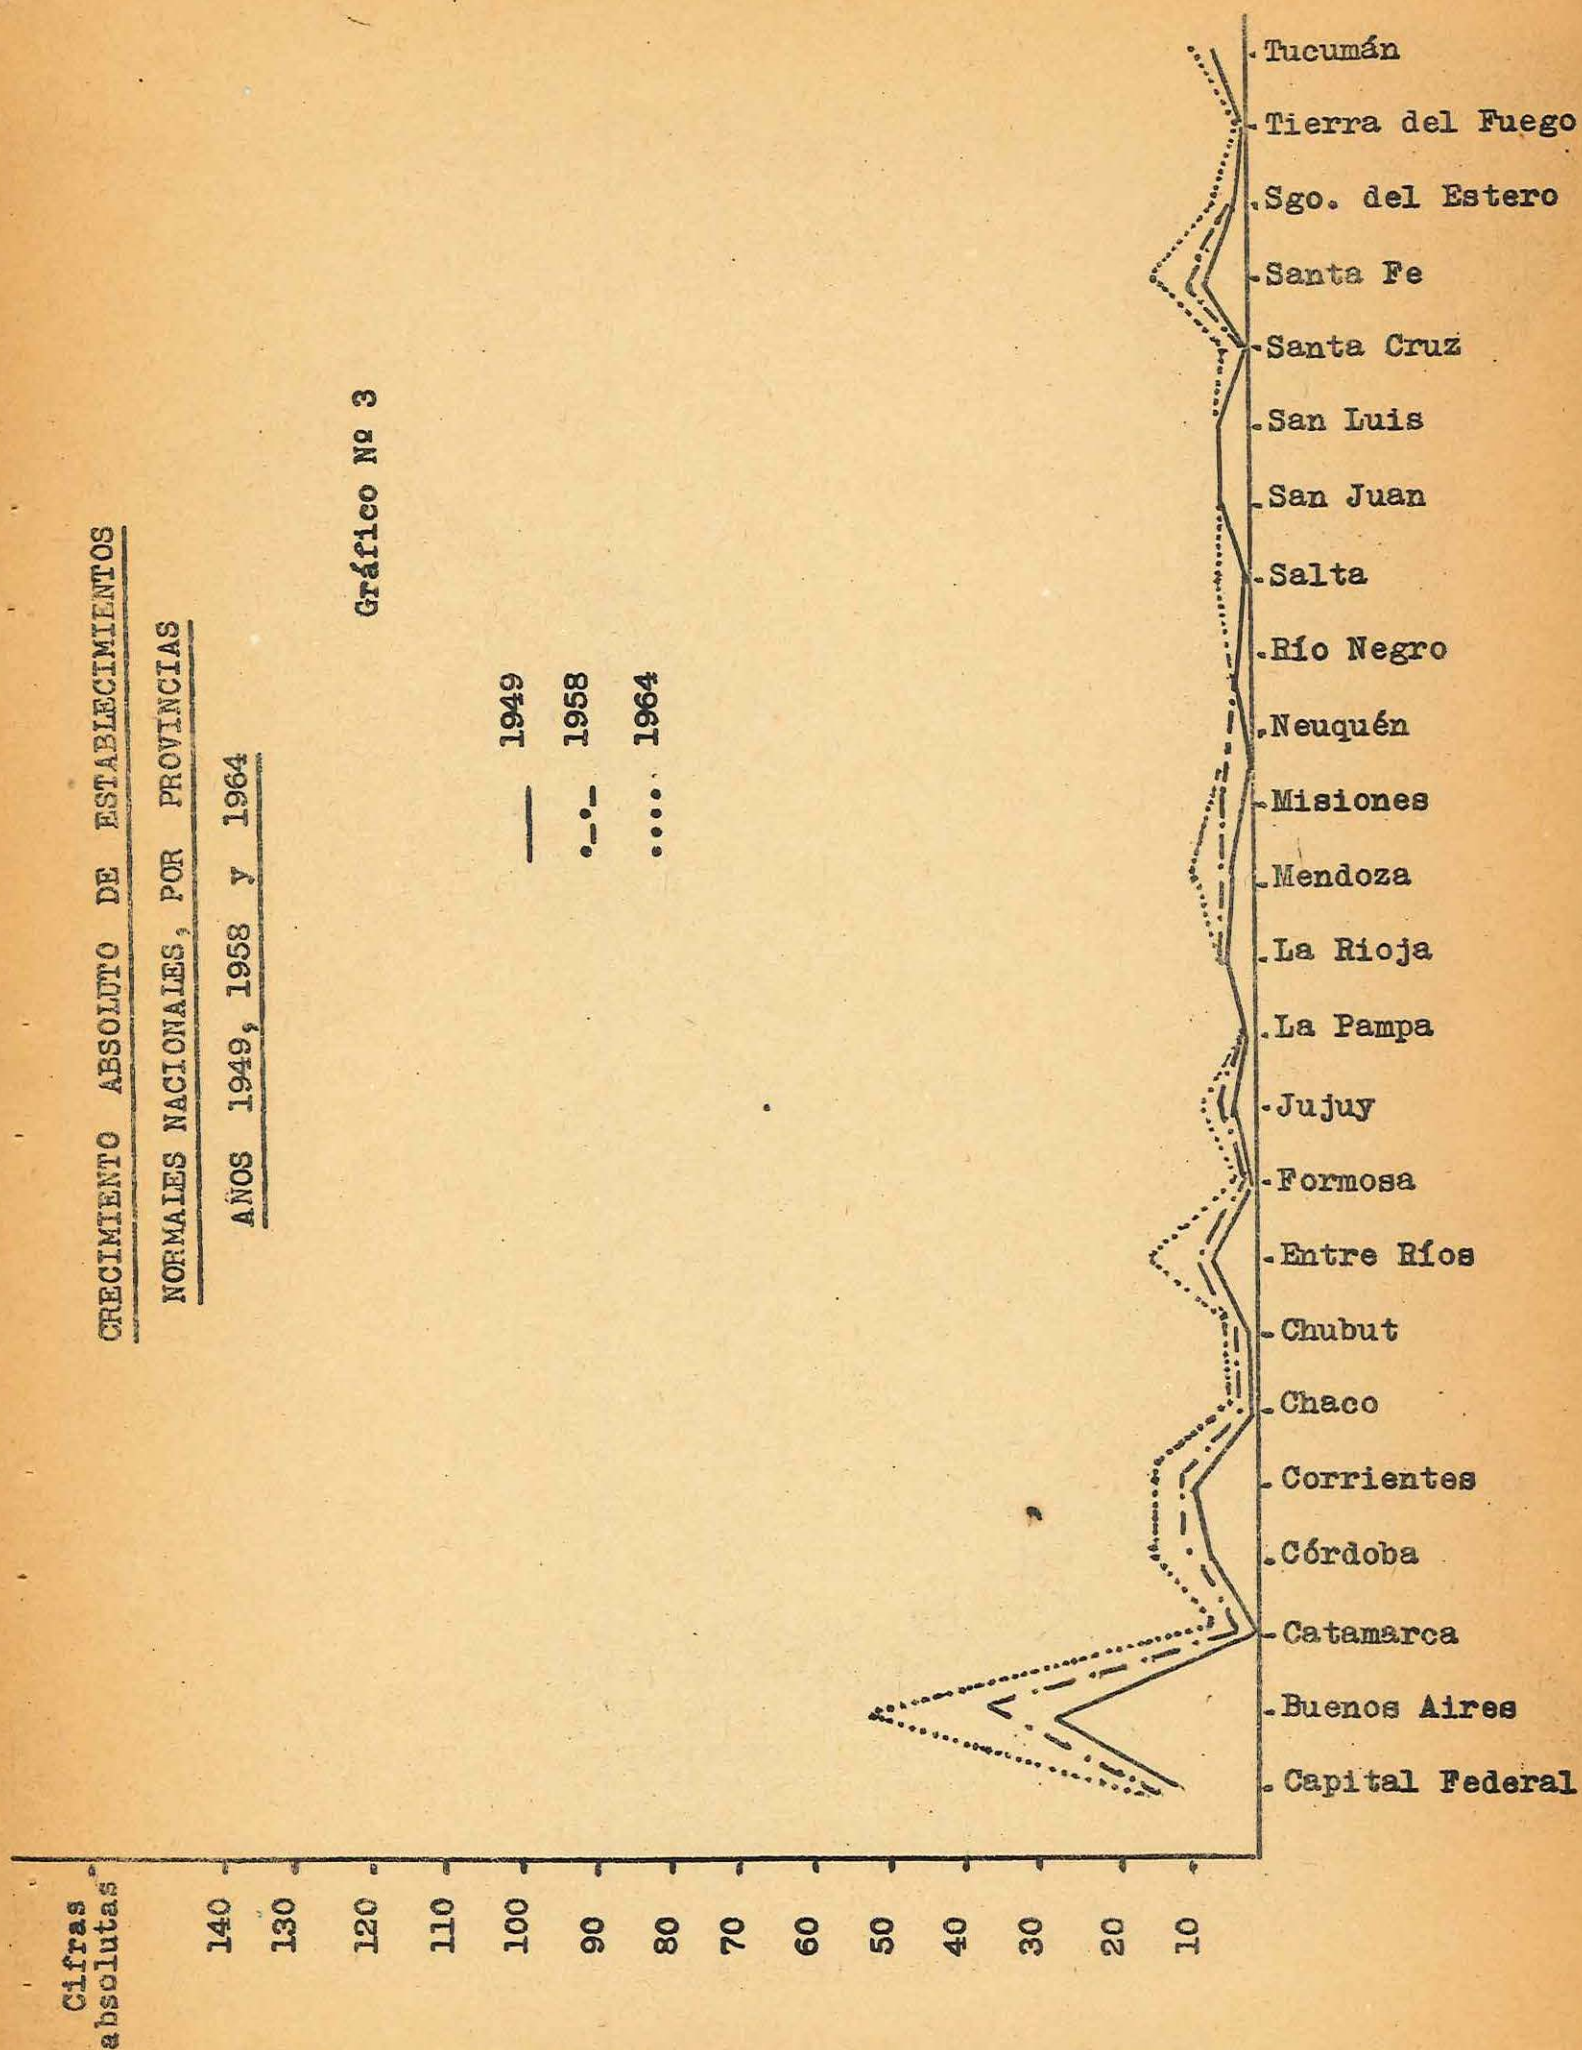 CRECIMIENTO ABSOLUTO DE ESTABLECIMIENTOS
NORMALES NACIONALES, POR PROVINCIAS
AÑOS 1949, 1958 y 1964
Gráfico Nº 3
1949
1958
1964
Cifras
absolutas
140
130
120
110
100
90
80
70
60
50
40
30
20
10
Capital Federal
Buenos Aires
Catamarca
Córdoba
Corrientes
Chaco
Chubut
Entre Ríos
Formosa
Jujuy
La Pampa
La Rioja
Mendoza
Misiones
Neuquén
Río Negro
Salta
San Juan
San Luis
Santa Cruz
Santa Fe
Sgo. del Estero
Tierra del Fuego
Tucumán